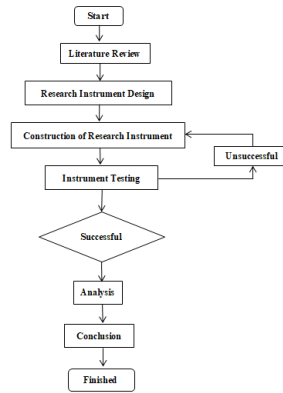 Start
Literature Review
Research Instrument Design
Construction of Research Instrument
Unsuccessful
Instrument Testing
Successful
Analysis
Conclusion
Finished